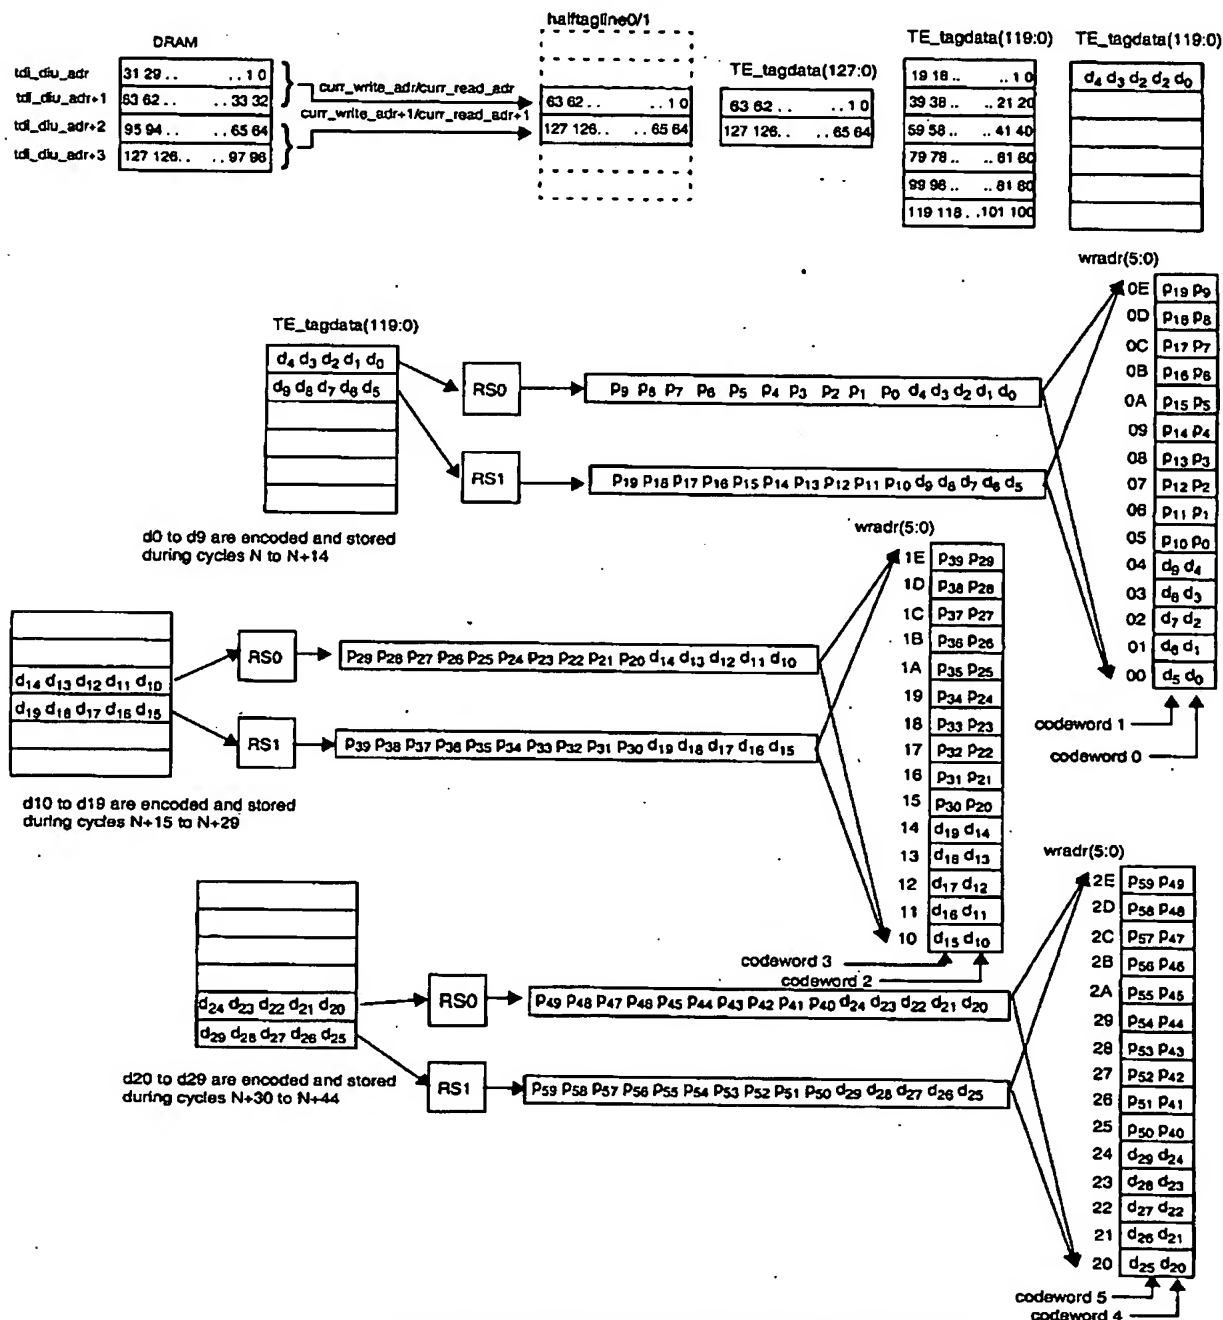 DRAM
tdi_diu_adr 31 29 .. .. 1 0
tdi_diu_adr+1 63 62 .. .. 33 32
tdi_diu_adr+2 95 94 .. .. 65 64
tdi_diu_adr+3 127 126 .. .. 97 96
curr_write_adr/curr_read_adr
curr_write_adr+1/curr_read_adr+1
halftagline0/1
63 62 .. .. 1 0
127 126 .. .. 65 64
TE_tagdata(127:0)
63 62 .. .. 1 0
127 126 .. .. 65 64
TE_tagdata(119:0)
19 18 .. .. 1 0
39 38 .. .. 21 20
59 58 .. .. 41 40
79 78 .. .. 61 60
99 98 .. .. 81 80
119 118 . . 101 100
TE_tagdata(119:0)
d4 d3 d2 d2 d0
TE_tagdata(119:0)
d4 d3 d2 d1 d0
d9 d8 d7 d6 d5
RS0
p9 p8 p7 p6 p5 p4 p3 p2 p1 p0 d4 d3 d2 d1 d0
RS1
p19 p18 p17 p16 p15 p14 p13 p12 p11 p10 d9 d8 d7 d6 d5
d0 to d9 are encoded and stored
during cycles N to N+14
wradr(5:0)
0E p19 p9
0D p18 p8
0C p17 p7
0B p16 p6
0A p15 p5
09 p14 p4
08 p13 p3
07 p12 p2
06 p11 p1
05 p10 p0
04 d9 d4
03 d8 d3
02 d7 d2
01 d6 d1
00 d5 d0
codeword 1
codeword 0
d14 d13 d12 d11 d10
d19 d18 d17 d16 d15
RS0
p29 p28 p27 p26 p25 p24 p23 p22 p21 p20 d14 d13 d12 d11 d10
RS1
p39 p38 p37 p36 p35 p34 p33 p32 p31 p30 d19 d18 d17 d16 d15
d10 to d19 are encoded and stored
during cycles N+15 to N+29
wradr(5:0)
1E p39 p29
1D p38 p28
1C p37 p27
1B p36 p26
1A p35 p25
19 p34 p24
18 p33 p23
17 p32 p22
16 p31 p21
15 p30 p20
14 d19 d14
13 d18 d13
12 d17 d12
11 d16 d11
10 d15 d10
codeword 3
codeword 2
d24 d23 d22 d21 d20
d29 d28 d27 d26 d25
RS0
p49 p48 p47 p46 p45 p44 p43 p42 p41 p40 d24 d23 d22 d21 d20
RS1
p59 p58 p57 p56 p55 p54 p53 p52 p51 p50 d29 d28 d27 d26 d25
d20 to d29 are encoded and stored
during cycles N+30 to N+44
wradr(5:0)
2E p59 p49
2D p58 p48
2C p57 p47
2B p56 p46
2A p55 p45
29 p54 p44
28 p53 p43
27 p52 p42
26 p51 p41
25 p50 p40
24 d29 d24
23 d28 d23
22 d27 d22
21 d26 d21
20 d25 d20
codeword 5
codeword 4